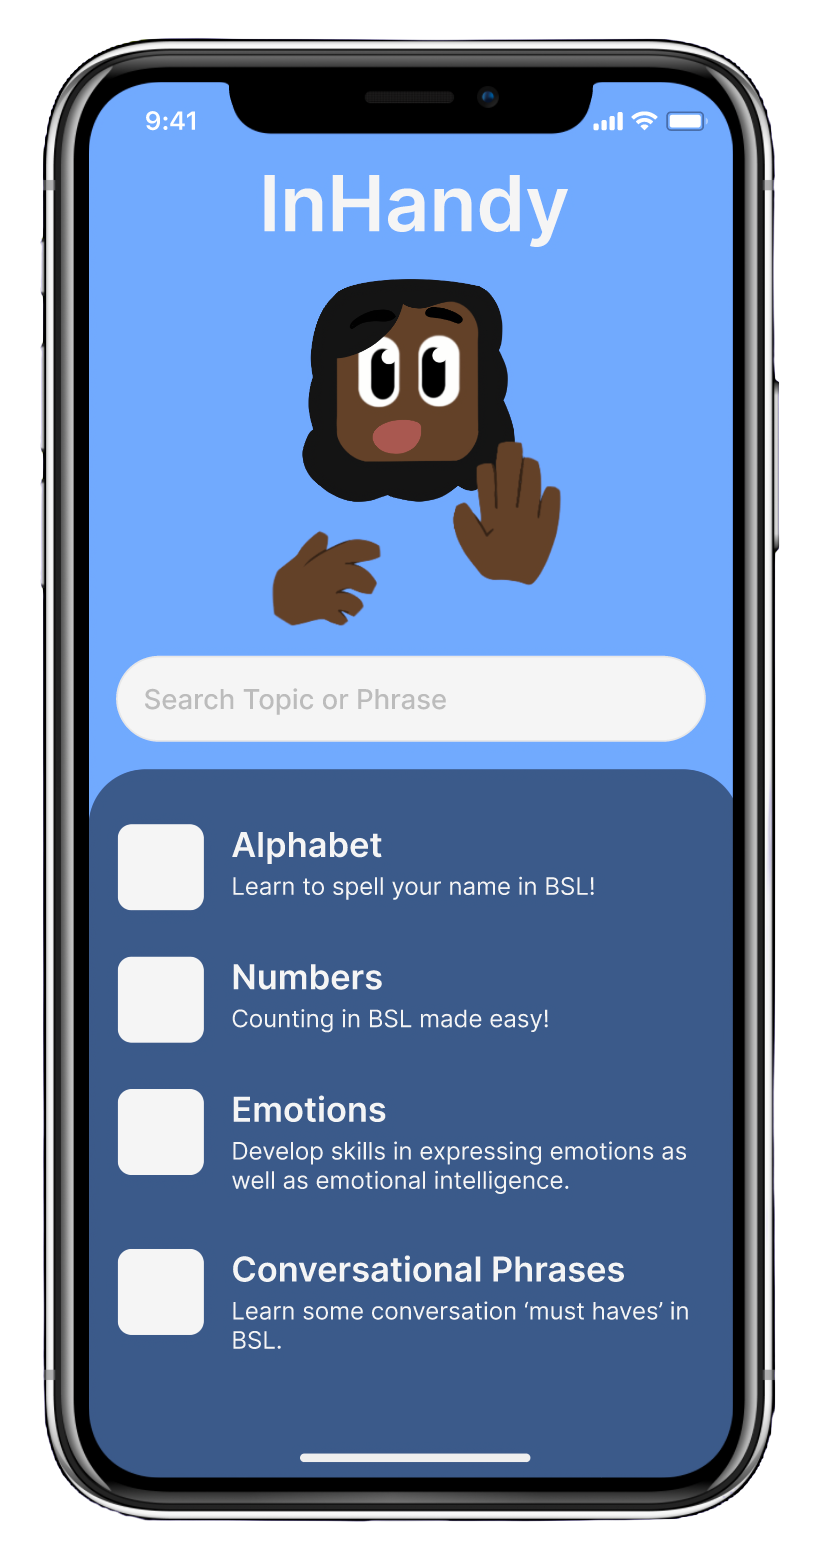 9:41
InHandy
Search Topic or Phrase
Alphabet
Learn to spell your name in BSL!
Numbers
Counting in BSL made easy!
Emotions
Develop skills in expressing emotions as
well as emotional intelligence.
Conversational Phrases
Learn some conversation ‘must haves’ in
BSL.